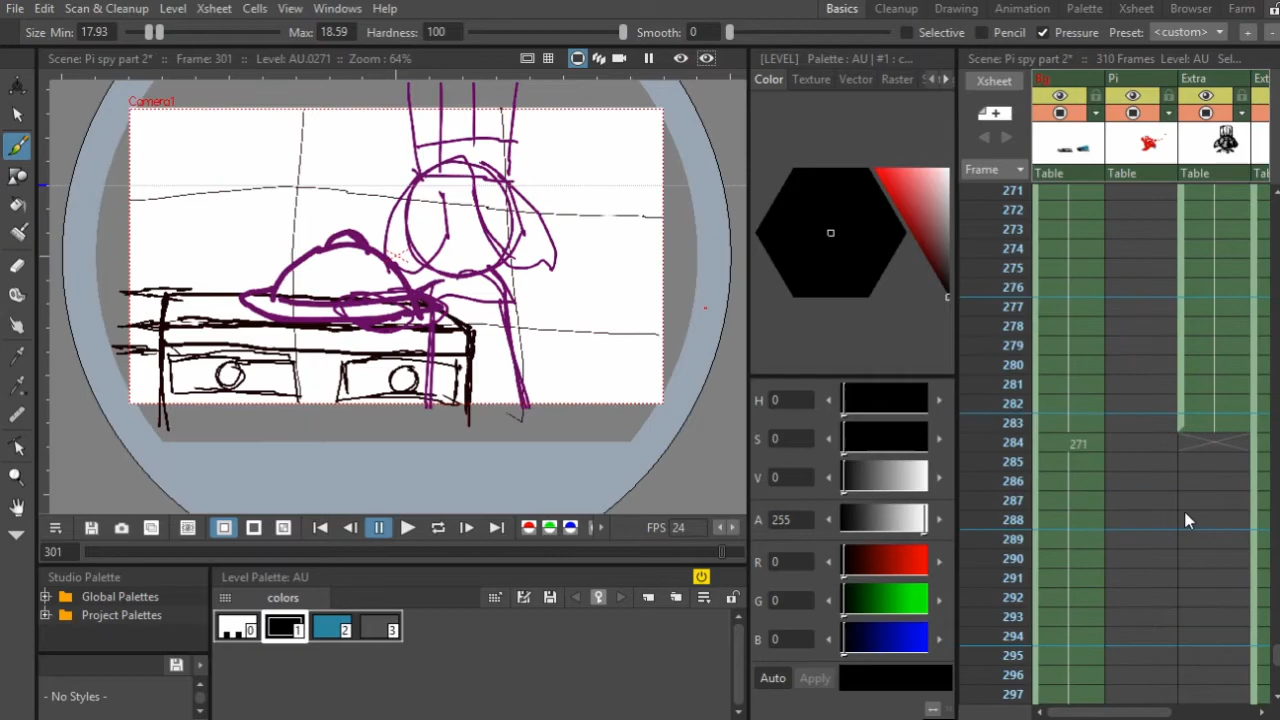 File Edit Scan & Cleanup Level Xsheet Cells View Windows Help Basics Cleanup Drawing Animation Palette Xsheet Browser Farm
Size Min: 17.93 Max: 18.59 Hardness: 100 Smooth: 0 Selective Pencil Pressure Preset: <custom> + -
Scene: Pi spy part 2* :: Frame: 301 :: Level: AU.0271 :: Zoom: 64%
[LEVEL] Palette: AU | #1 : c...
Scene: Pi spy part 2* :: 310 Frames :: Level: AU Sel...
Color Texture Vector Raster
Xsheet Pi Extra Ext
Camera1
Frame Table Table Table Tab
271
272
273
274
275
276
277
278
279
280
281
282
283
284 271
285
286
287
288
289
290
291
292
293
294
295
296
297
H 0
S 0
V 0
A 255
R 0
G 0
B 0
Auto Apply
FPS 24
301
Studio Palette
Global Palettes
Project Palettes
- No Styles -
Level Palette: AU
colors
0 1 2 3